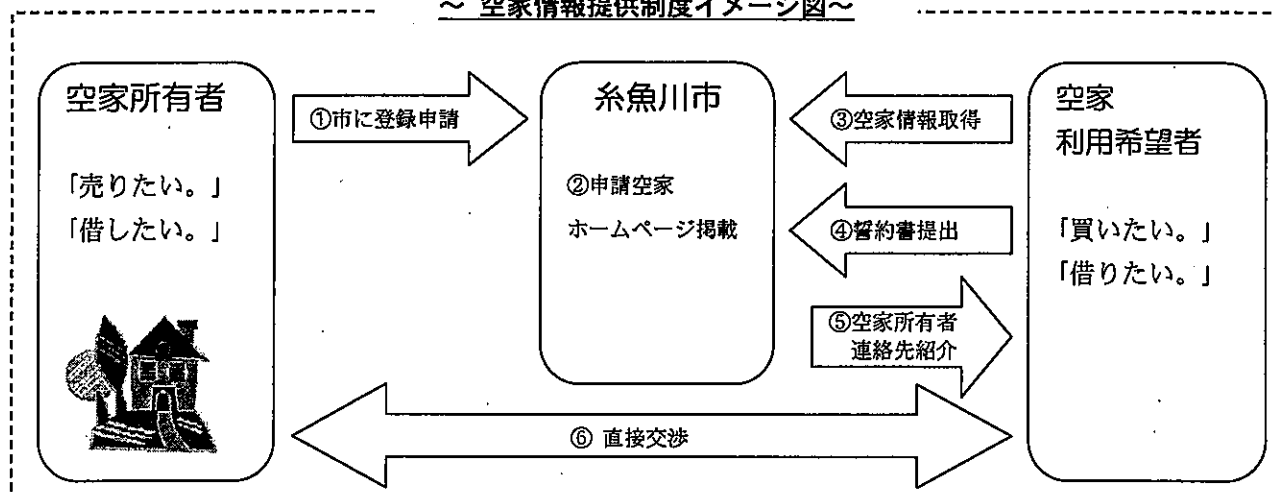 ～ 空家情報提供制度イメージ図～
空家所有者
「売りたい。」
「借したい。」
①市に登録申請
糸魚川市
②申請空家
ホームページ掲載
③空家情報取得
④誓約書提出
⑤空家所有者
連絡先紹介
空家
利用希望者
「買いたい。」
「借りたい。」
⑥ 直接交渉